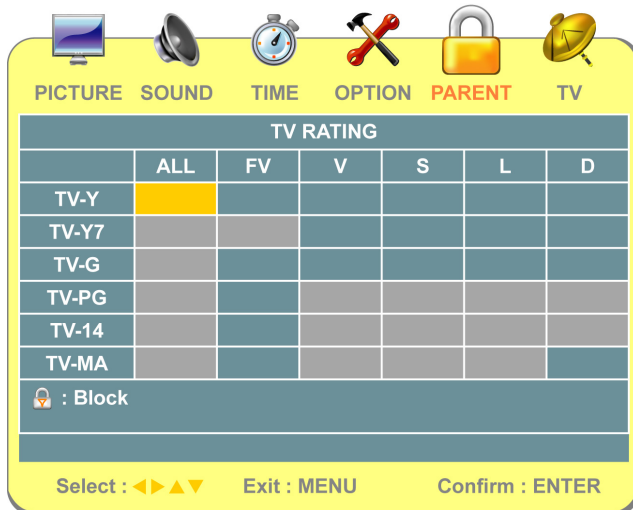 PICTURE SOUND TIME OPTION PARENT TV
TV RATING
ALL FV V S L D
TV-Y
TV-Y7
TV-G
TV-PG
TV-14
TV-MA
: Block
Select : ◀▶▲▼ Exit : MENU Confirm : ENTER